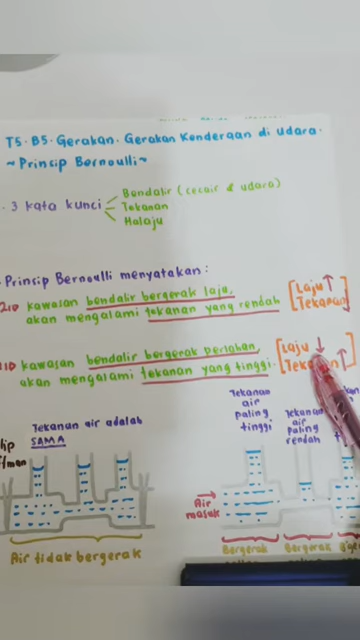 T5. B5. Gerakan. Gerakan Kenderaan di udara.
~Prinsip Bernoulli~
3 kata kunci
Bendalir (cecair & udara)
Tekanan
Halaju
Prinsip Bernoulli menyatakan:
kawasan bendalir bergerak laju,
akan mengalami tekanan yang rendah
[Laju ↑
Tekanan]
kawasan bendalir bergerak perlahan,
akan mengalami tekanan yang tinggi.
[Laju ↓
Tekanan ↑]
Tekanan air adalah
SAMA
Air tidak bergerak
Tekanan
air
paling
tinggi
Tekanan
air
paling
rendah
Air
masuk
Bergerak
Bergerak